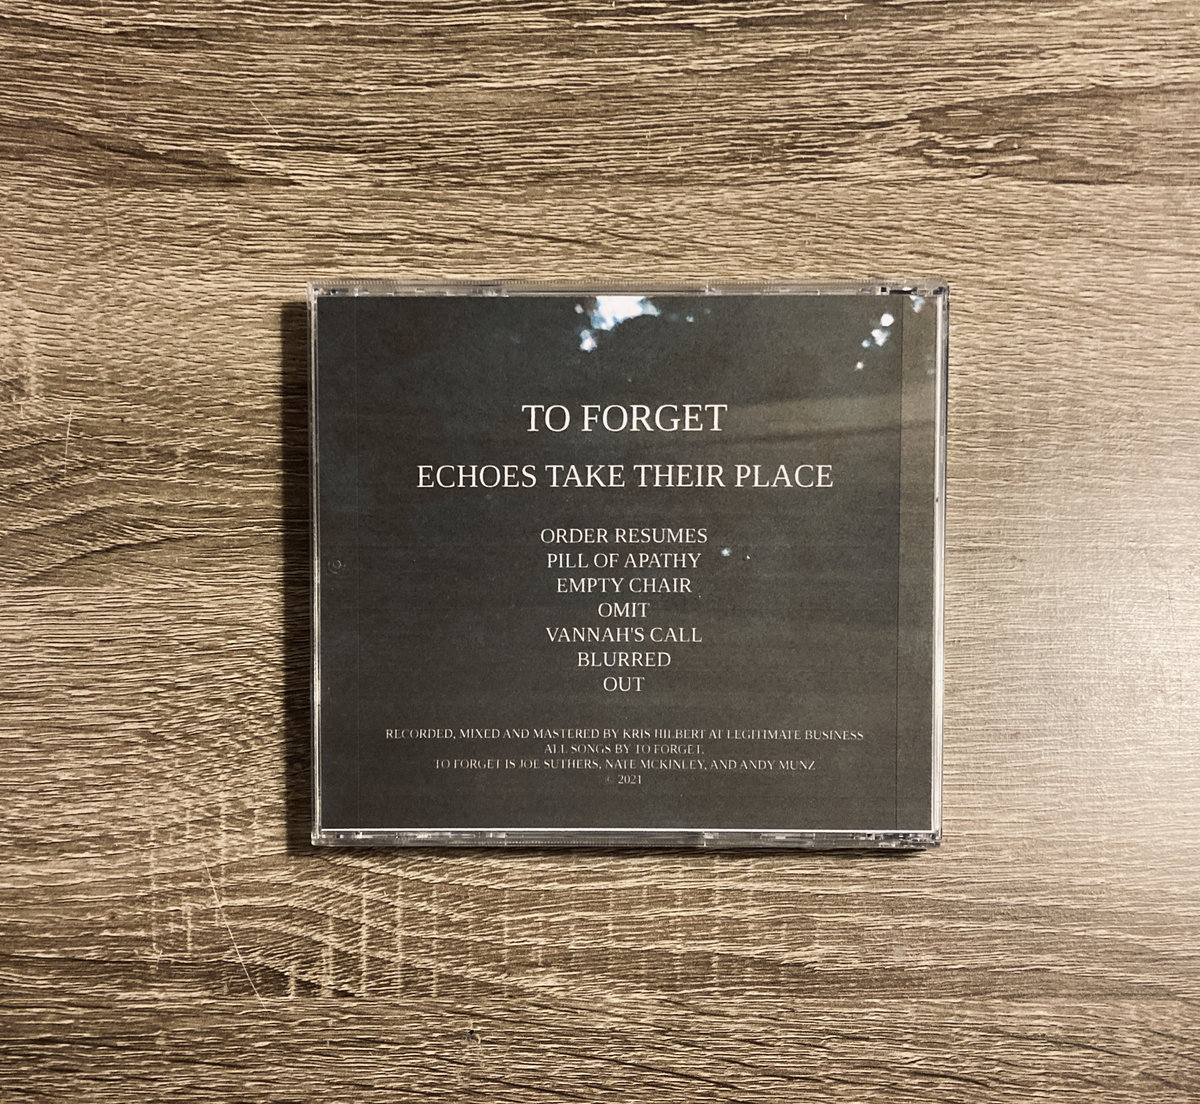 TO FORGET
ECHOES TAKE THEIR PLACE
ORDER RESUMES
PILL OF APATHY
EMPTY CHAIR
OMIT
VANNAH'S CALL
BLURRED
OUT
RECORDED, MIXED AND MASTERED BY KRIS HILBERT AT LEGITIMATE BUSINESS
ALL SONGS BY TO FORGET.
TO FORGET IS JOE SUTHERS, NATE MCKINLEY, AND ANDY MUNZ
© 2021